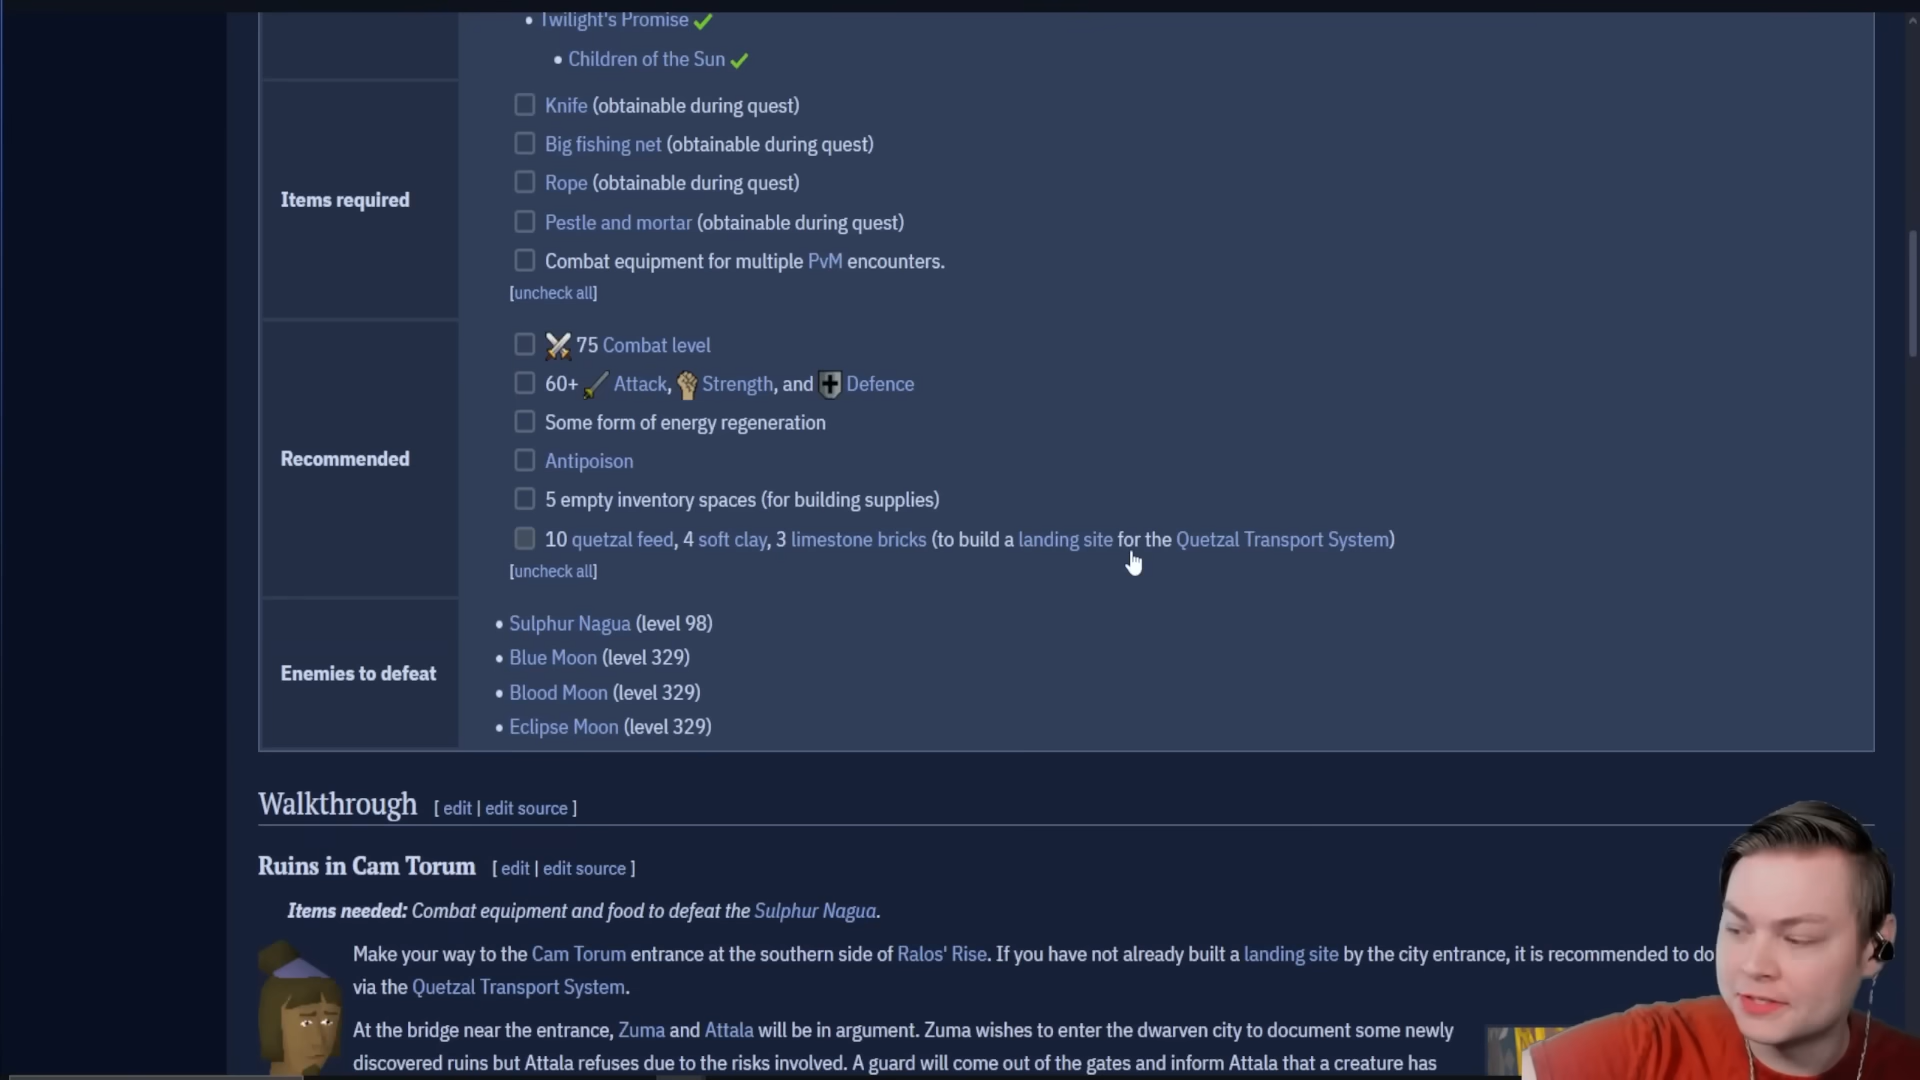 Twilight's Promise
Children of the Sun
Items required
Knife (obtainable during quest)
Big fishing net (obtainable during quest)
Rope (obtainable during quest)
Pestle and mortar (obtainable during quest)
Combat equipment for multiple PvM encounters.
[uncheck all]
Recommended
75 Combat level
60+ Attack, Strength, and Defence
Some form of energy regeneration
Antipoison
5 empty inventory spaces (for building supplies)
10 quetzal feed, 4 soft clay, 3 limestone bricks (to build a landing site for the Quetzal Transport System)
[uncheck all]
Enemies to defeat
• Sulphur Nagua (level 98)
• Blue Moon (level 329)
• Blood Moon (level 329)
• Eclipse Moon (level 329)
Walkthrough [ edit | edit source ]
Ruins in Cam Torum [ edit | edit source ]
Items needed: Combat equipment and food to defeat the Sulphur Nagua.
Make your way to the Cam Torum entrance at the southern side of Ralos' Rise. If you have not already built a landing site by the city entrance, it is recommended to do
via the Quetzal Transport System.
At the bridge near the entrance, Zuma and Attala will be in argument. Zuma wishes to enter the dwarven city to document some newly
discovered ruins but Attala refuses due to the risks involved. A guard will come out of the gates and inform Attala that a creature has